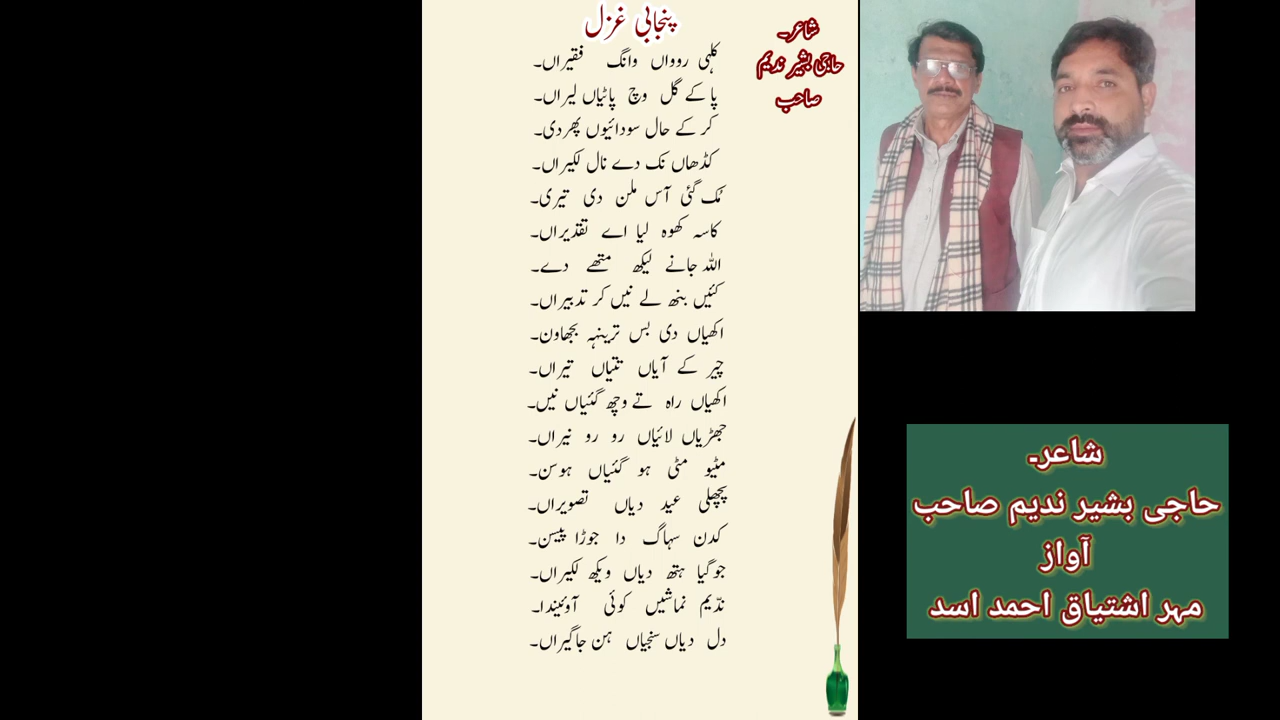 پنجابی غزل
شاعر۔
حاجی بشیر ندیم
صاحب
کلہی روواں وانگ فقیراں۔
پا کے گل وچ پاٹیاں لیراں۔
کر کے حال سودائیوں پھردی۔
کڈھاں نک دے نال لکیراں۔
مُک گئی آس ملن دی تیری۔
کاسہ کھوہ لیا اے تقدیراں۔
اللہ جانے لیکھ متھے دے۔
کئیں بنھ لے نیں کر تدبیراں۔
اکھیاں دی بس تریہنہ بجھاون۔
چیر کے آیاں تتیاں تیراں۔
اکھیاں راہ تے وچھ گئیاں نیں۔
جھڑیاں لائیاں رو رو نیراں۔
مٹیو مٹی ہو گئیاں ہوسن۔
پچھلی عید دیاں تصویراں۔
کدن سہاگ دا جوڑا پیسن۔
جوگیا ہتھ دیاں ویکھ لکیراں۔
ندیم نماشیں کوئی آوئیندا۔
دل دیاں سنجیاں ہن جاگیراں۔
شاعر۔
حاجی بشیر ندیم صاحب
آواز
مہر اشتیاق احمد اسد